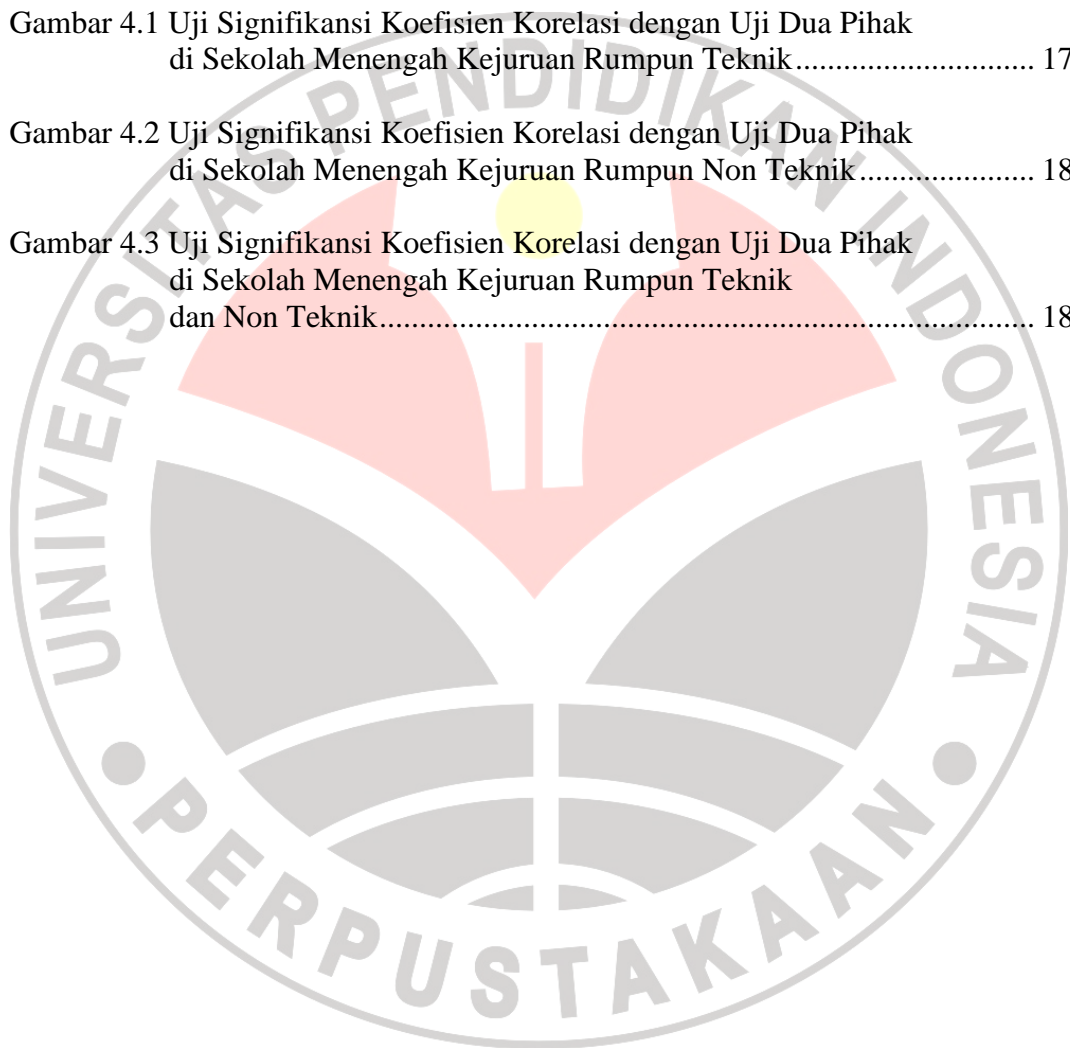 Gambar 4.1 Uji Signifikansi Koefisien Korelasi dengan Uji Dua Pihak
di Sekolah Menengah Kejuruan Rumpun Teknik............................. 17
Gambar 4.2 Uji Signifikansi Koefisien Korelasi dengan Uji Dua Pihak
di Sekolah Menengah Kejuruan Rumpun Non Teknik..................... 18
Gambar 4.3 Uji Signifikansi Koefisien Korelasi dengan Uji Dua Pihak
di Sekolah Menengah Kejuruan Rumpun Teknik
dan Non Teknik................................................................................ 18
UNIVERSITAS PENDIDIKAN INDONESIA
PERPUSTAKAAN